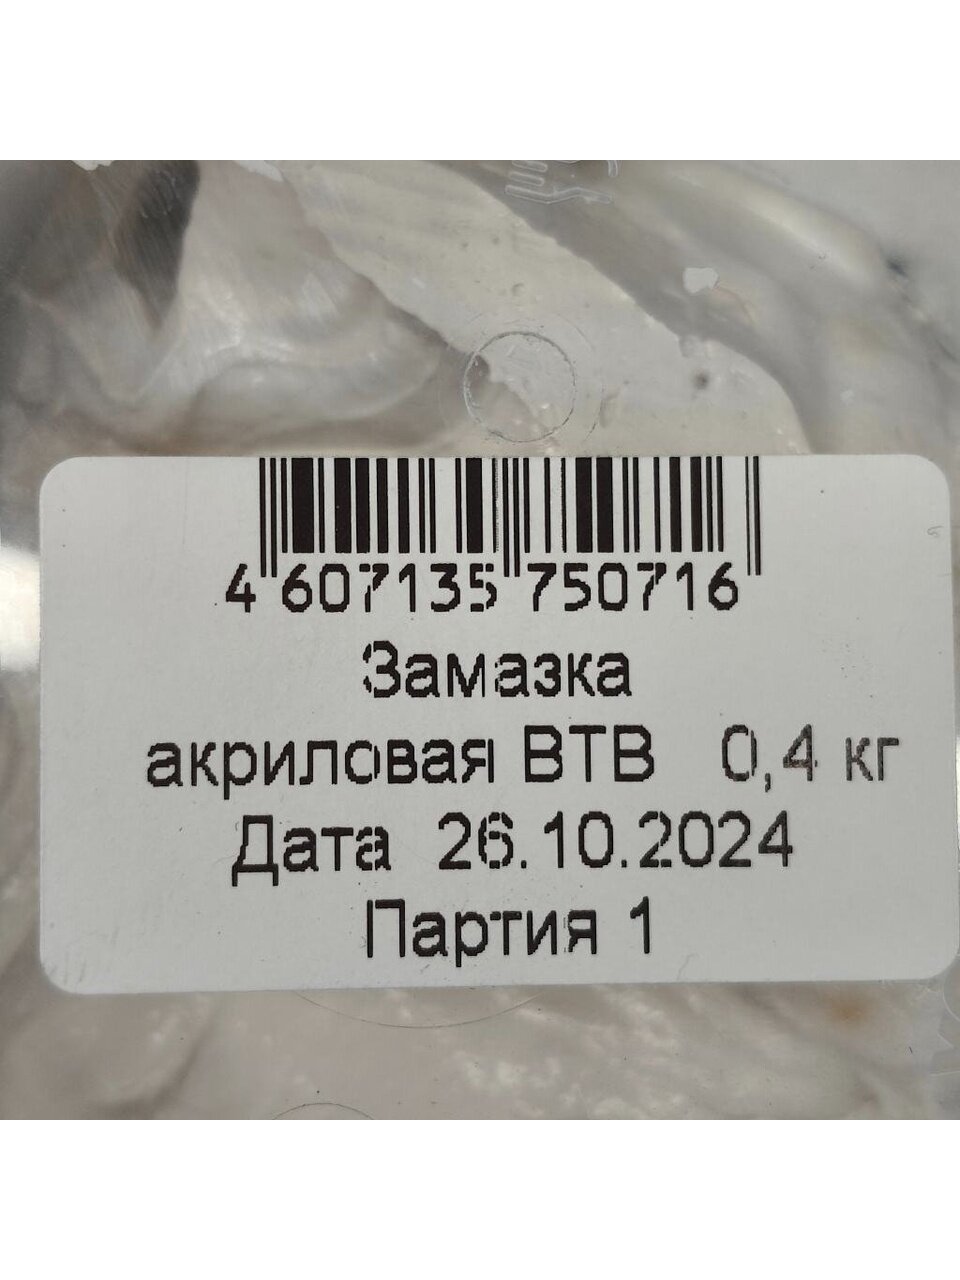 4 607135 750716
Замазка
акриловая ВТВ 0,4 кг
Дата 26.10.2024
Партия 1